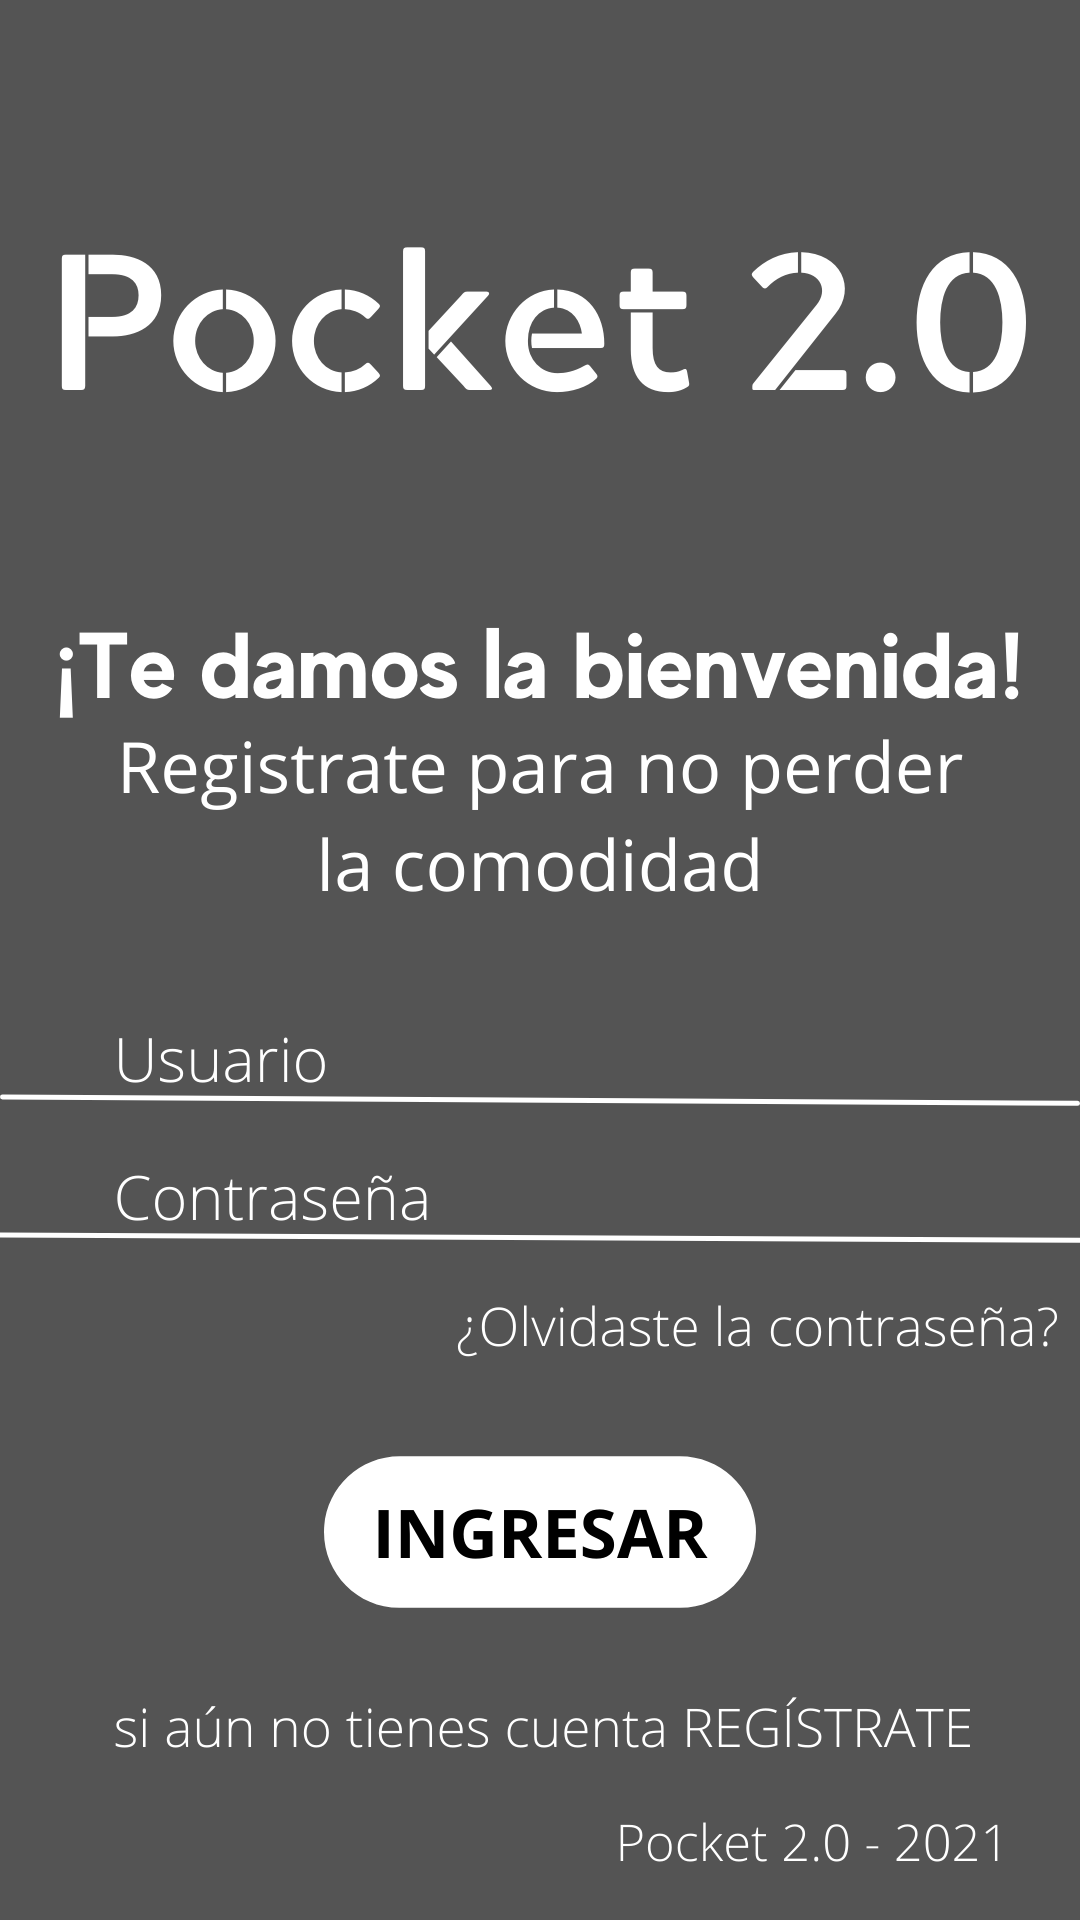 Pocket 2.0
¡Te damos la bienvenida!
Registrate para no perder
la comodidad
Usuario
Contraseña
¿Olvidaste la contraseña?
INGRESAR
si aún no tienes cuenta REGÍSTRATE
Pocket 2.0 - 2021